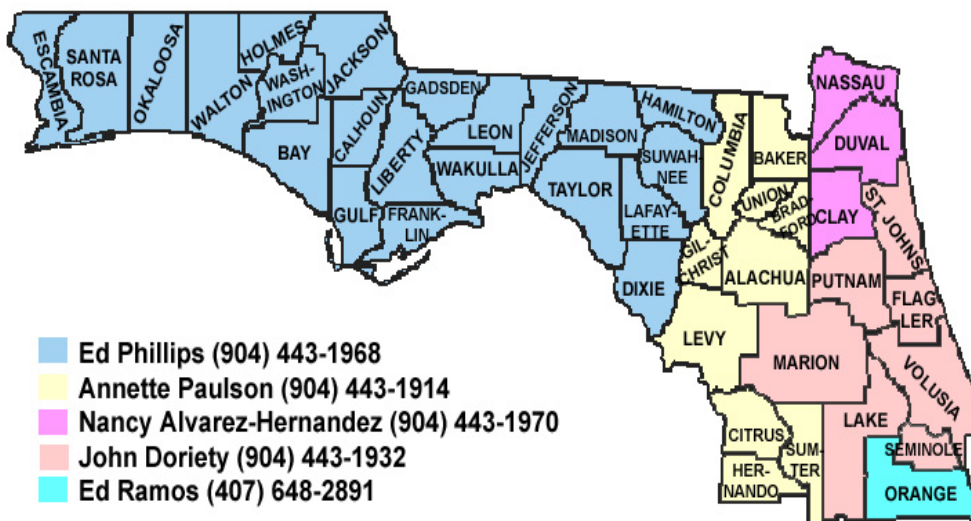 ESCAMBIA
SANTA
ROSA
OKALOOSA
WALTON
HOLMES
WASH-
INGTON
JACKSON
BAY
CALHOUN
GULF
LIBERTY
GADSDEN
FRANK-
LIN
LEON
WAKULLA
JEFFERSON
MADISON
TAYLOR
HAMILTON
SUWAH-
NEE
LAFAY-
ETTE
DIXIE
COLUMBIA
BAKER
UNION
BRAD-
FORD
GIL-
CHRIST
ALACHUA
LEVY
NASSAU
DUVAL
CLAY
ST. JOHNS
PUTNAM
FLAG-
LER
MARION
VOLUSIA
LAKE
SEMINOLE
CITRUS
SUM-
TER
HER-
NANDO
ORANGE
Ed Phillips (904) 443-1968
Annette Paulson (904) 443-1914
Nancy Alvarez-Hernandez (904) 443-1970
John Doriety (904) 443-1932
Ed Ramos (407) 648-2891